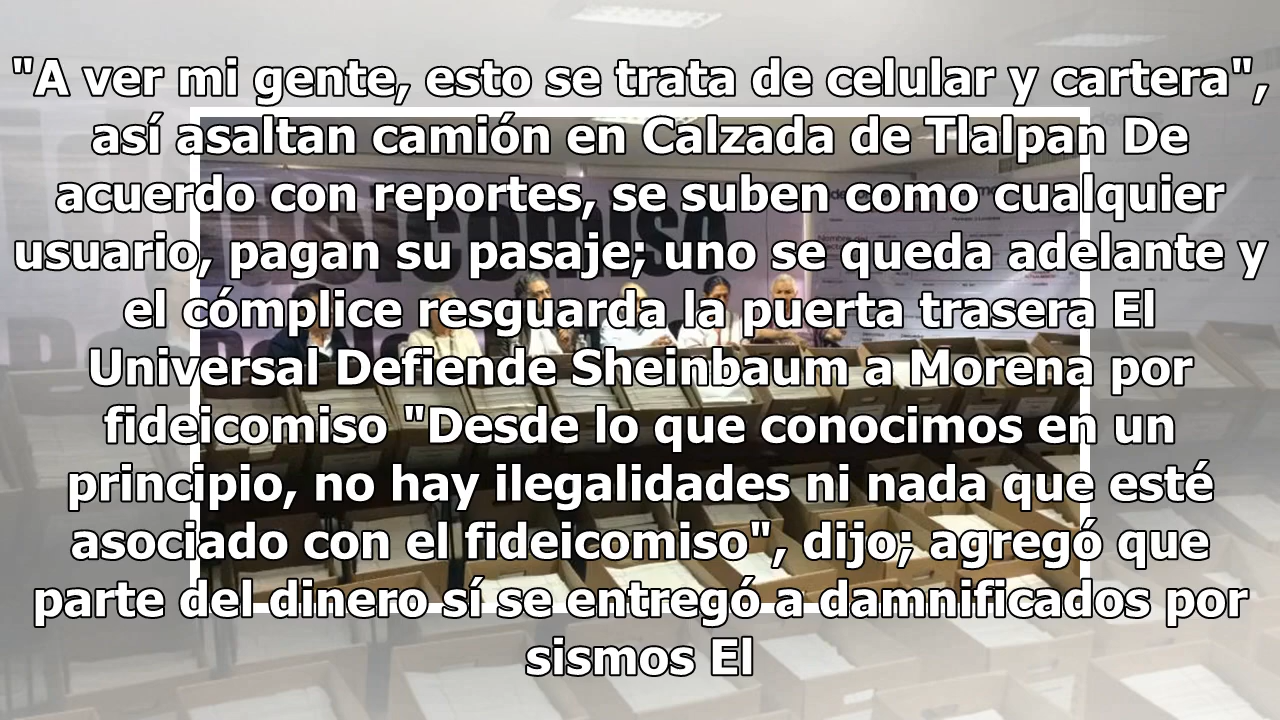 "A ver mi gente, esto se trata de celular y cartera",
así asaltan camión en Calzada de Tlalpan De
acuerdo con reportes, se suben como cualquier
usuario, pagan su pasaje; uno se queda adelante y
el cómplice resguarda la puerta trasera El
Universal Defiende Sheinbaum a Morena por
fideicomiso "Desde lo que conocimos en un
principio, no hay ilegalidades ni nada que esté
asociado con el fideicomiso", dijo; agregó que
parte del dinero sí se entregó a damnificados por
sismos El